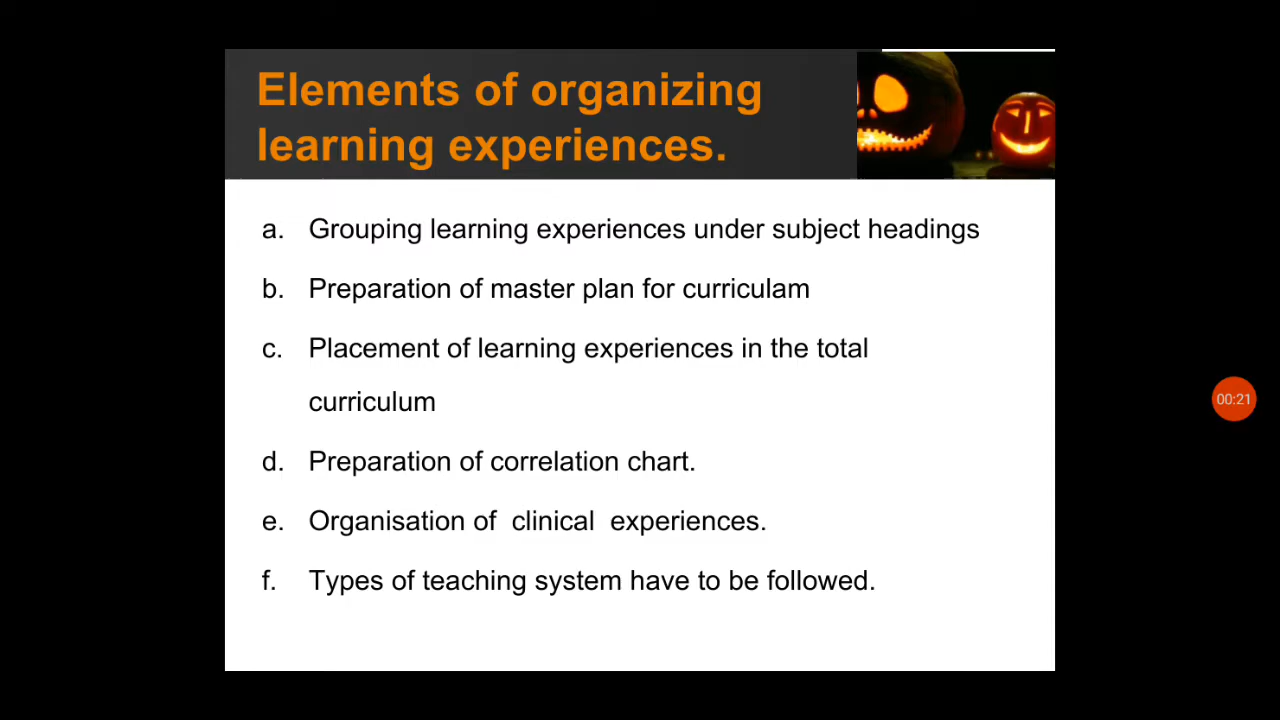 Elements of organizing
learning experiences.
a. Grouping learning experiences under subject headings
b. Preparation of master plan for curriculam
c. Placement of learning experiences in the total
curriculum
d. Preparation of correlation chart.
e. Organisation of clinical experiences.
f. Types of teaching system have to be followed.
00:21